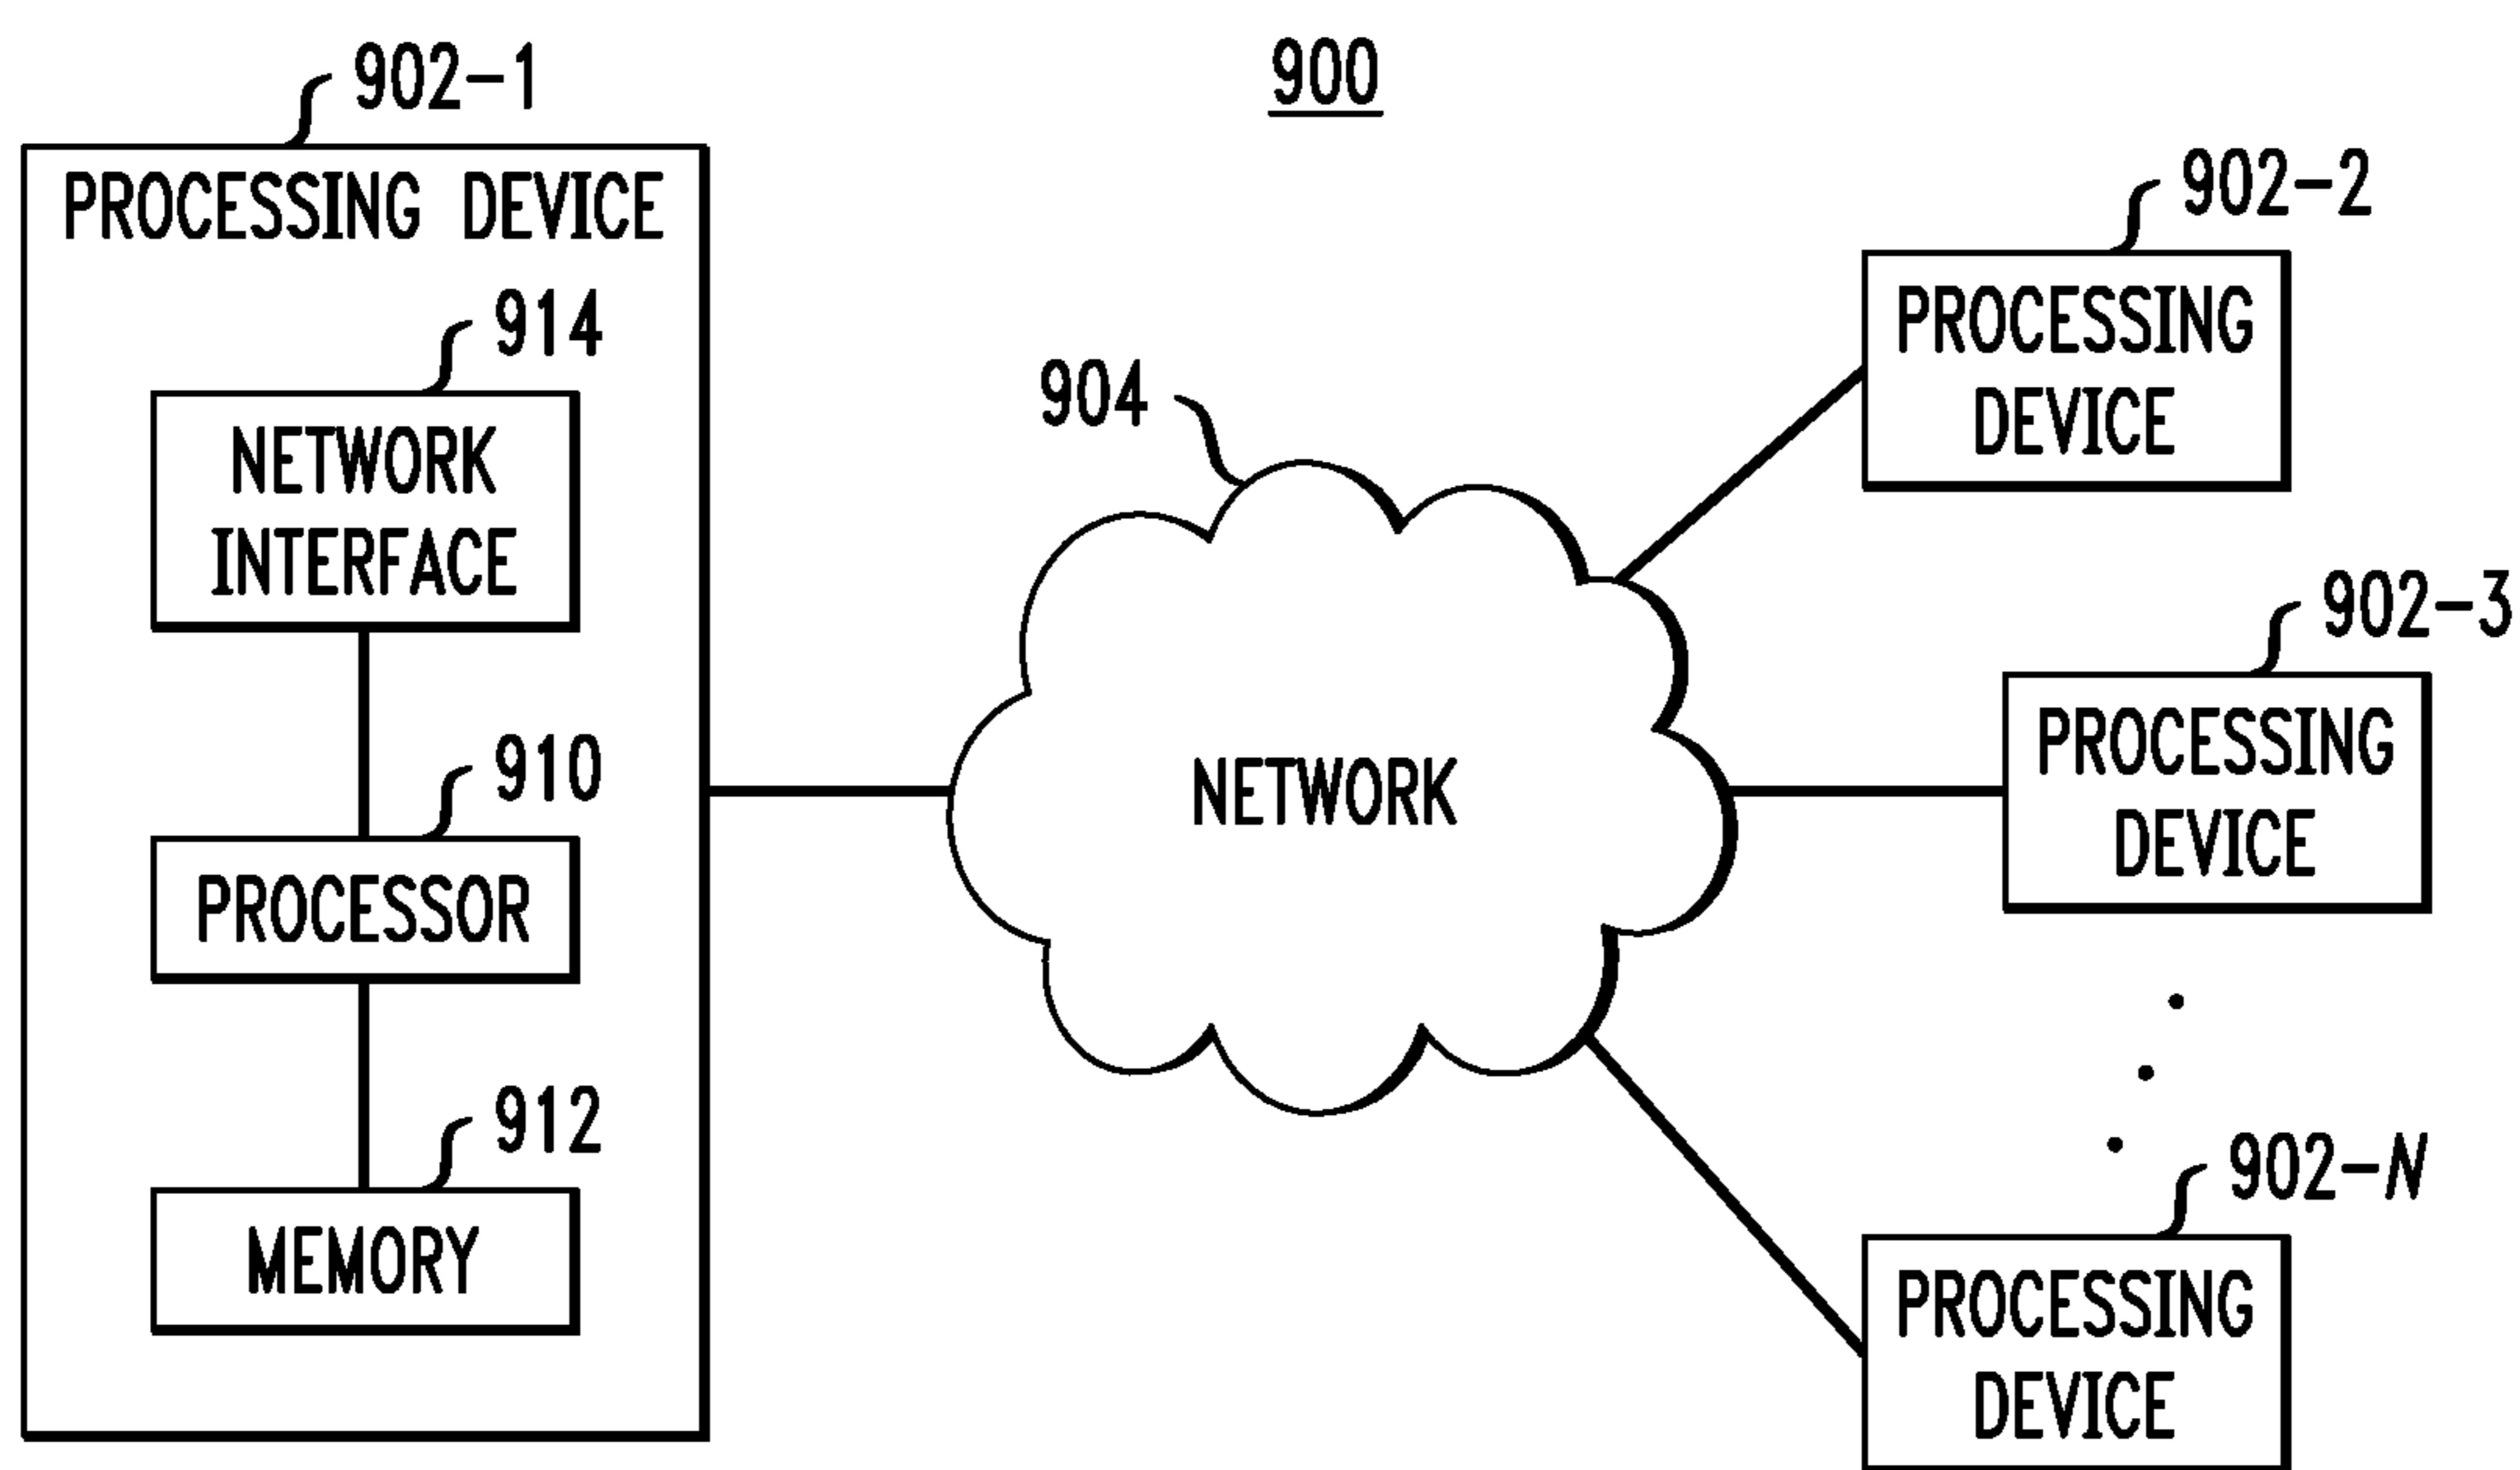 900
902-1
PROCESSING DEVICE
914
NETWORK
INTERFACE
910
PROCESSOR
912
MEMORY
904
NETWORK
902-2
PROCESSING
DEVICE
902-3
PROCESSING
DEVICE
902-N
PROCESSING
DEVICE